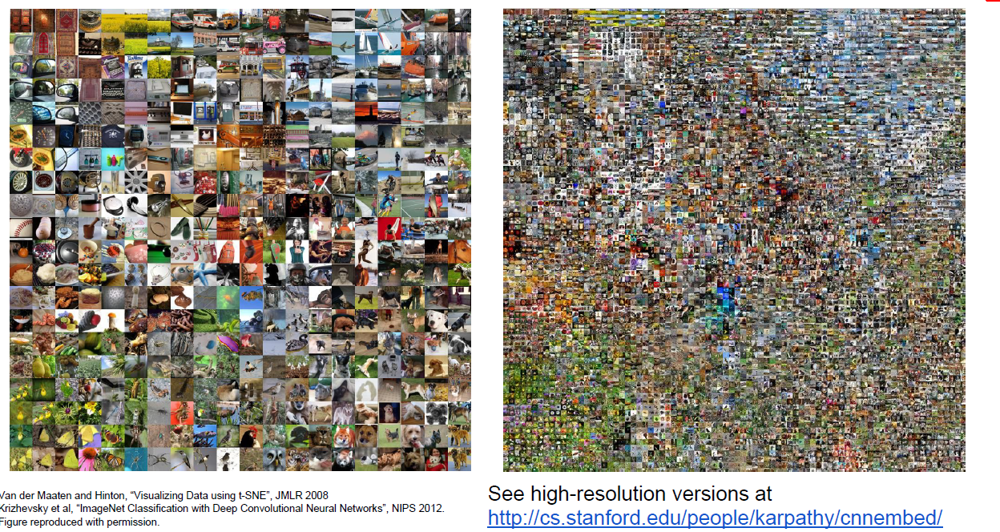 Van der Maaten and Hinton, “Visualizing Data using t-SNE”, JMLR 2008
Krizhevsky et al, “ImageNet Classification with Deep Convolutional Neural Networks”, NIPS 2012.
Figure reproduced with permission.
See high-resolution versions at
http://cs.stanford.edu/people/karpathy/cnnembed/